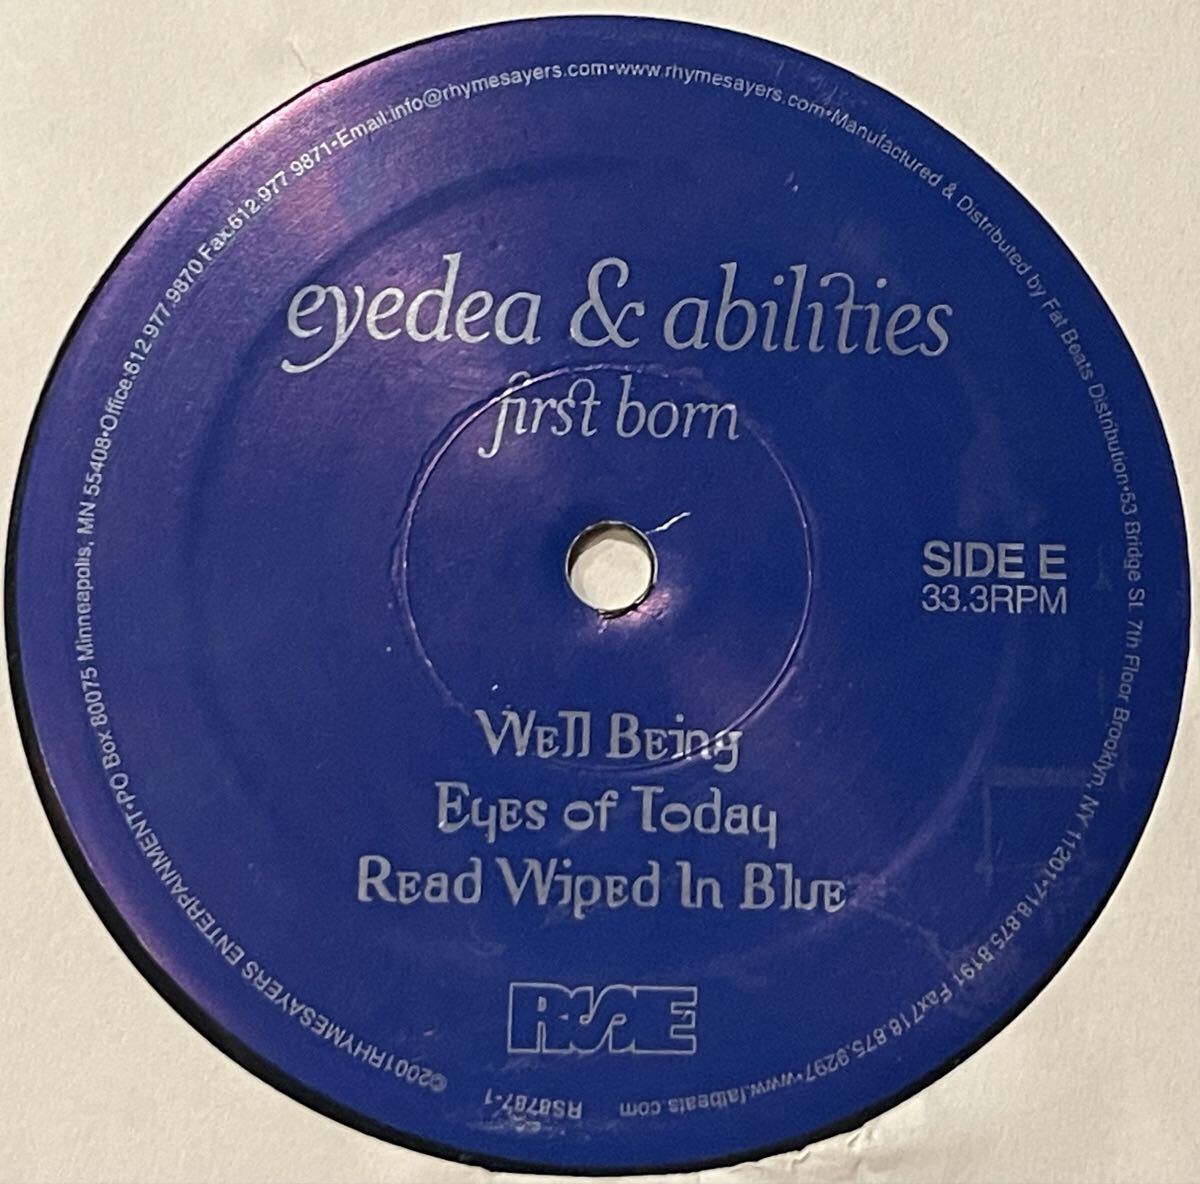 eyedea & abilities
first born
SIDE E
33.3RPM
Well Being
Eyes of Today
Read Wiped In Blue
RSE
©2001 RHYMESAYERS ENTERPAINMENT•PO Box 80075 Minneapolis, MN 55408•Office:612.977.9870 Fax:612.977.9871•Email:info@rhymesayers.com•www.rhymesayers.com•Manufactured & Distributed by Fat Beats Distribution•53 Bridge St. 7th Floor Brooklyn, NY 11201•718.875.8191 Fax718.875.9297•www.fatbeats.com
RS8787-1